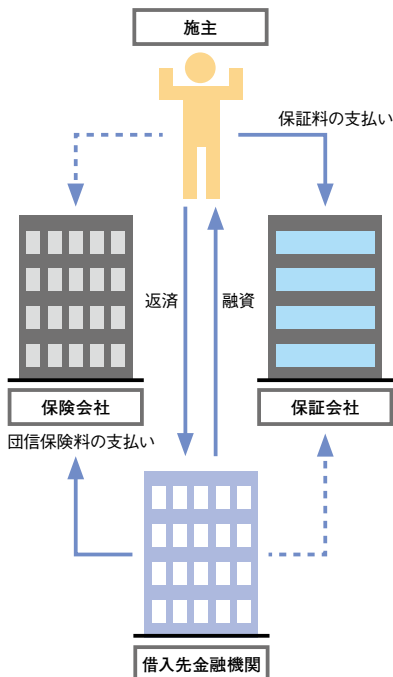 施主
保証料の支払い
返済
融資
保険会社
保証会社
団信保険料の支払い
借入先金融機関